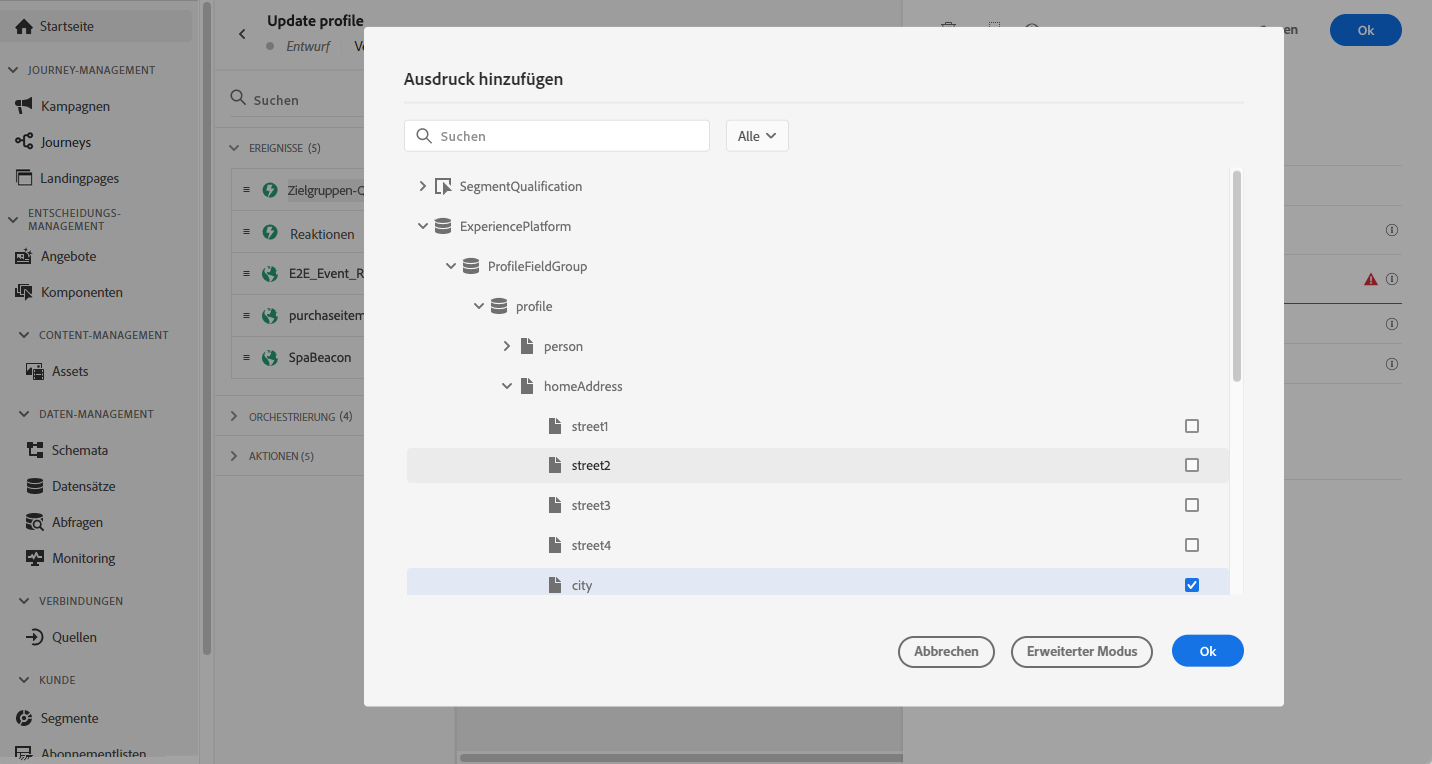 Startseite
JOURNEY-MANAGEMENT
Kampagnen
Journeys
Landingpages
ENTSCHEIDUNGS-
MANAGEMENT
Angebote
Komponenten
CONTENT-MANAGEMENT
Assets
DATEN-MANAGEMENT
Schemata
Datensätze
Abfragen
Monitoring
VERBINDUNGEN
Quellen
KUNDE
Segmente
Abonnementlisten
Update profile
Entwurf
Suchen
EREIGNISSE (5)
Zielgruppen-Q
Reaktionen
E2E_Event_R
purchaseitem
SpaBeacon
ORCHESTRIERUNG (4)
AKTIONEN (5)
Ok
Ausdruck hinzufügen
Suchen
Alle
SegmentQualification
ExperiencePlatform
ProfileFieldGroup
profile
person
homeAddress
street1
street2
street3
street4
city
Abbrechen
Erweiterter Modus
Ok